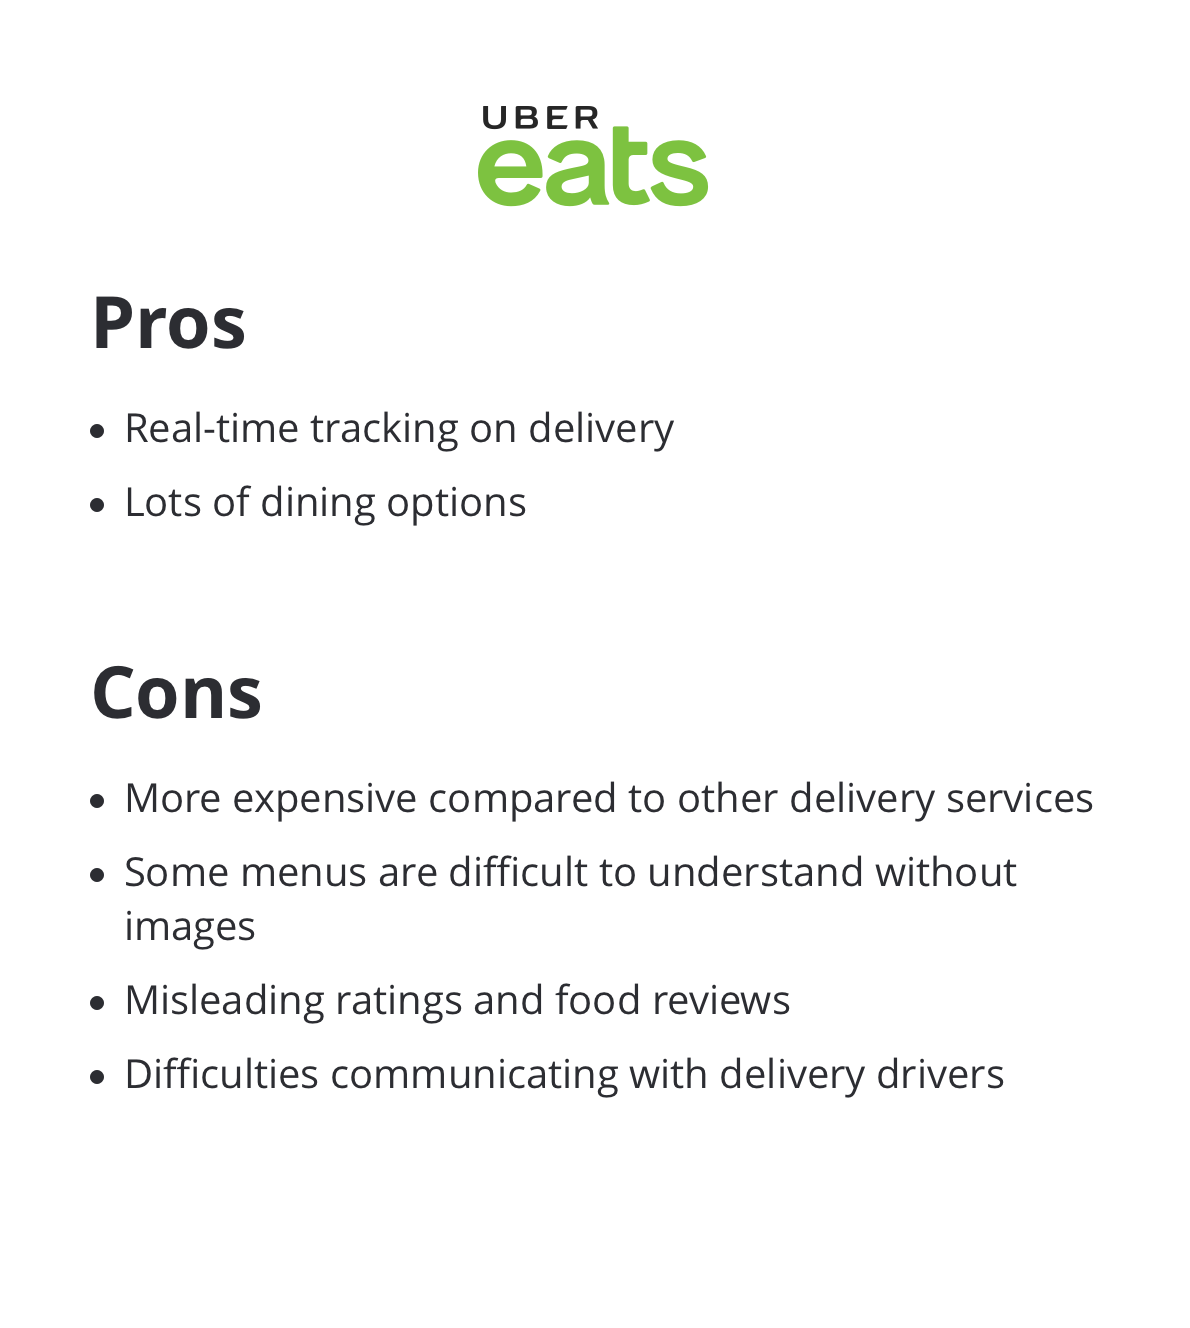 UBER
eats
Pros
• Real-time tracking on delivery
• Lots of dining options
Cons
• More expensive compared to other delivery services
• Some menus are difficult to understand without
images
• Misleading ratings and food reviews
• Difficulties communicating with delivery drivers